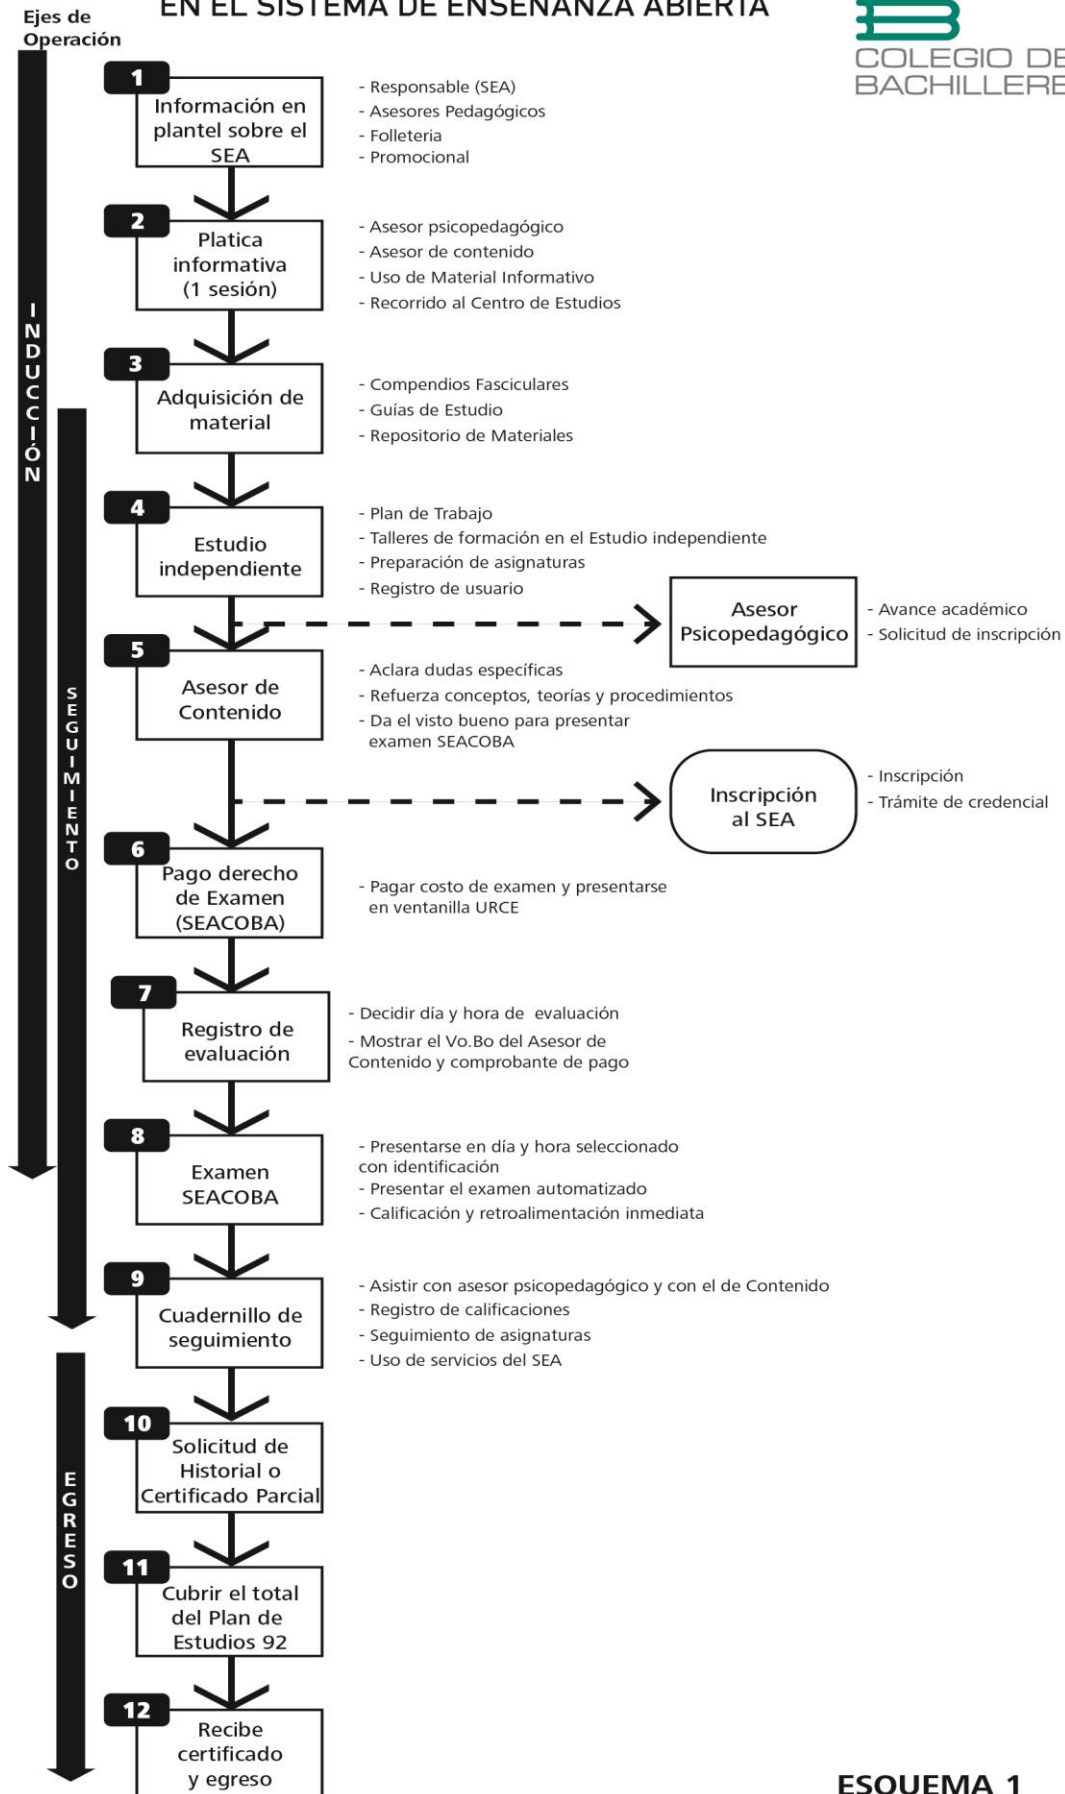 EN EL SISTEMA DE ENSEÑANZA ABIERTA
Ejes de
Operación
COLEGIO DE
BACHILLERE
INDUCCIÓN
SEGUIMIENTO
EGRESO
1
Información en
plantel sobre el
SEA
- Responsable (SEA)
- Asesores Pedagógicos
- Folleteria
- Promocional
2
Platica
informativa
(1 sesión)
- Asesor psicopedagógico
- Asesor de contenido
- Uso de Material Informativo
- Recorrido al Centro de Estudios
3
Adquisición de
material
- Compendios Fasciculares
- Guías de Estudio
- Repositorio de Materiales
4
Estudio
independiente
- Plan de Trabajo
- Talleres de formación en el Estudio independiente
- Preparación de asignaturas
- Registro de usuario
Asesor
Psicopedagógico
- Avance académico
- Solicitud de inscripción
5
Asesor de
Contenido
- Aclara dudas específicas
- Refuerza conceptos, teorías y procedimientos
- Da el visto bueno para presentar
examen SEACOBA
Inscripción
al SEA
- Inscripción
- Trámite de credencial
6
Pago derecho
de Examen
(SEACOBA)
- Pagar costo de examen y presentarse
en ventanilla URCE
7
Registro de
evaluación
- Decidir día y hora de evaluación
- Mostrar el Vo.Bo del Asesor de
Contenido y comprobante de pago
8
Examen
SEACOBA
- Presentarse en día y hora seleccionado
con identificación
- Presentar el examen automatizado
- Calificación y retroalimentación inmediata
9
Cuadernillo de
seguimiento
- Asistir con asesor psicopedagógico y con el de Contenido
- Registro de calificaciones
- Seguimiento de asignaturas
- Uso de servicios del SEA
10
Solicitud de
Historial o
Certificado Parcial
11
Cubrir el total
del Plan de
Estudios 92
12
Recibe
certificado
y egreso
ESQUEMA 1